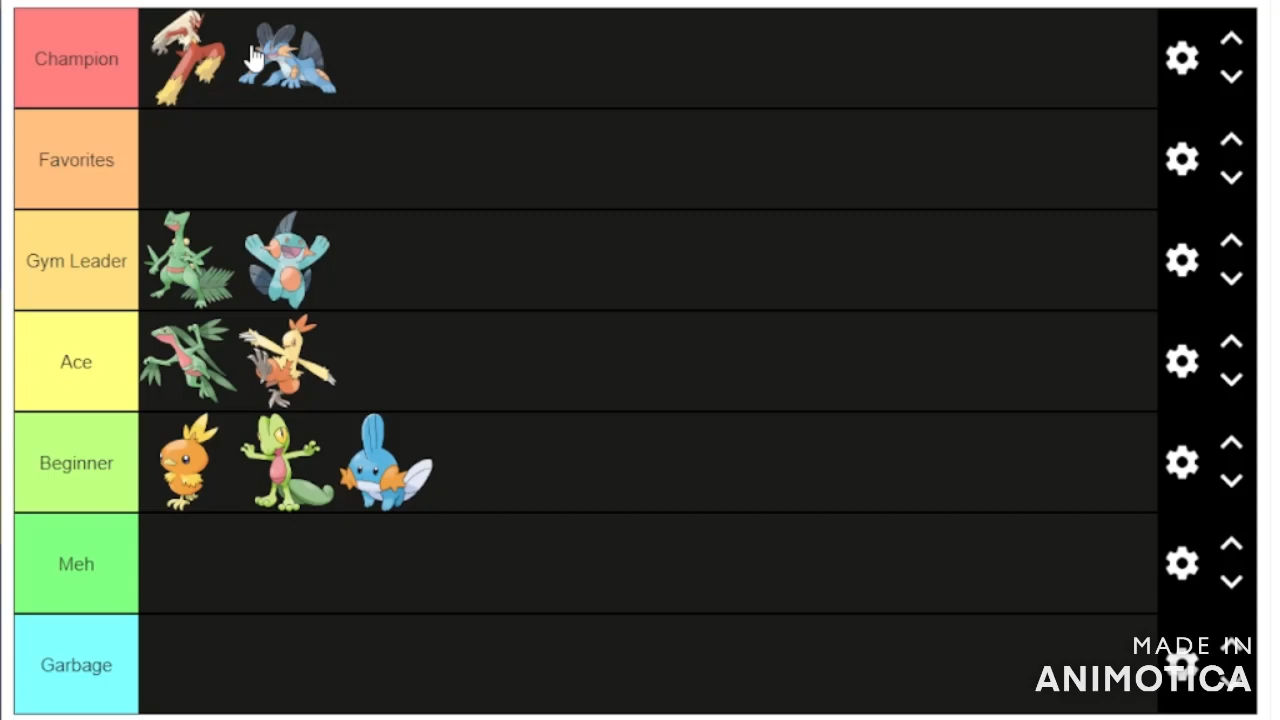 Champion
Favorites
Gym Leader
Ace
Beginner
Meh
Garbage
MADE IN
ANIMOTICA